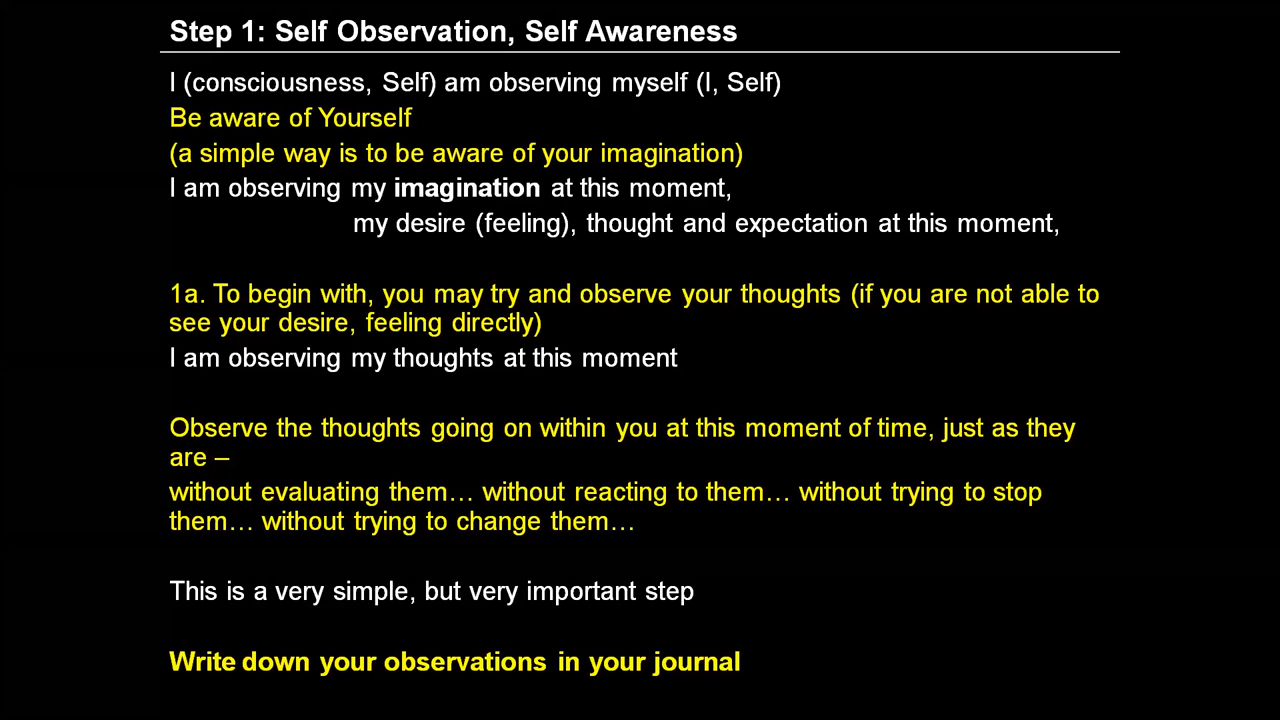 Step 1: Self Observation, Self Awareness
I (consciousness, Self) am observing myself (I, Self)
Be aware of Yourself
(a simple way is to be aware of your imagination)
I am observing my imagination at this moment,
my desire (feeling), thought and expectation at this moment,
1a. To begin with, you may try and observe your thoughts (if you are not able to
see your desire, feeling directly)
I am observing my thoughts at this moment
Observe the thoughts going on within you at this moment of time, just as they
are –
without evaluating them… without reacting to them… without trying to stop
them… without trying to change them…
This is a very simple, but very important step
Write down your observations in your journal